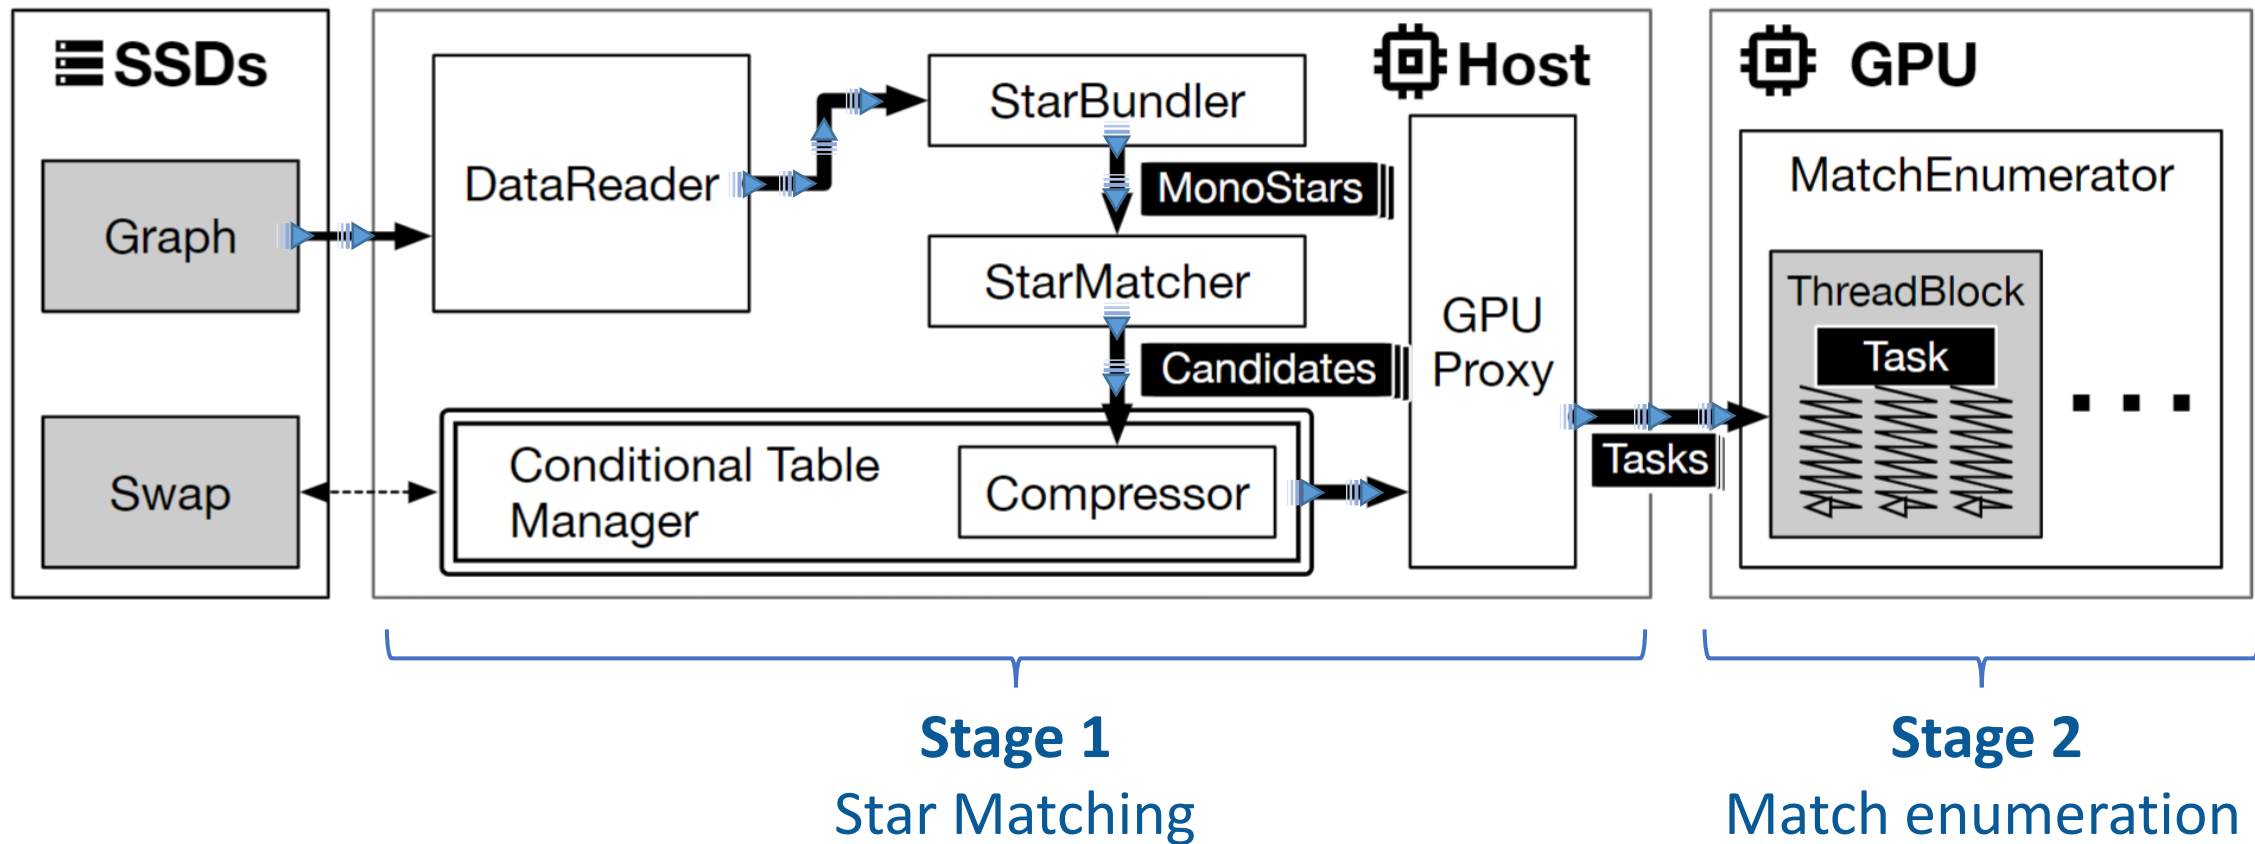 SSDs
Graph
Swap
Host
DataReader
StarBundler
MonoStars
StarMatcher
Candidates
Conditional Table
Manager
Compressor
GPU
Proxy
Tasks
GPU
MatchEnumerator
ThreadBlock
Task
Stage 1
Star Matching
Stage 2
Match enumeration